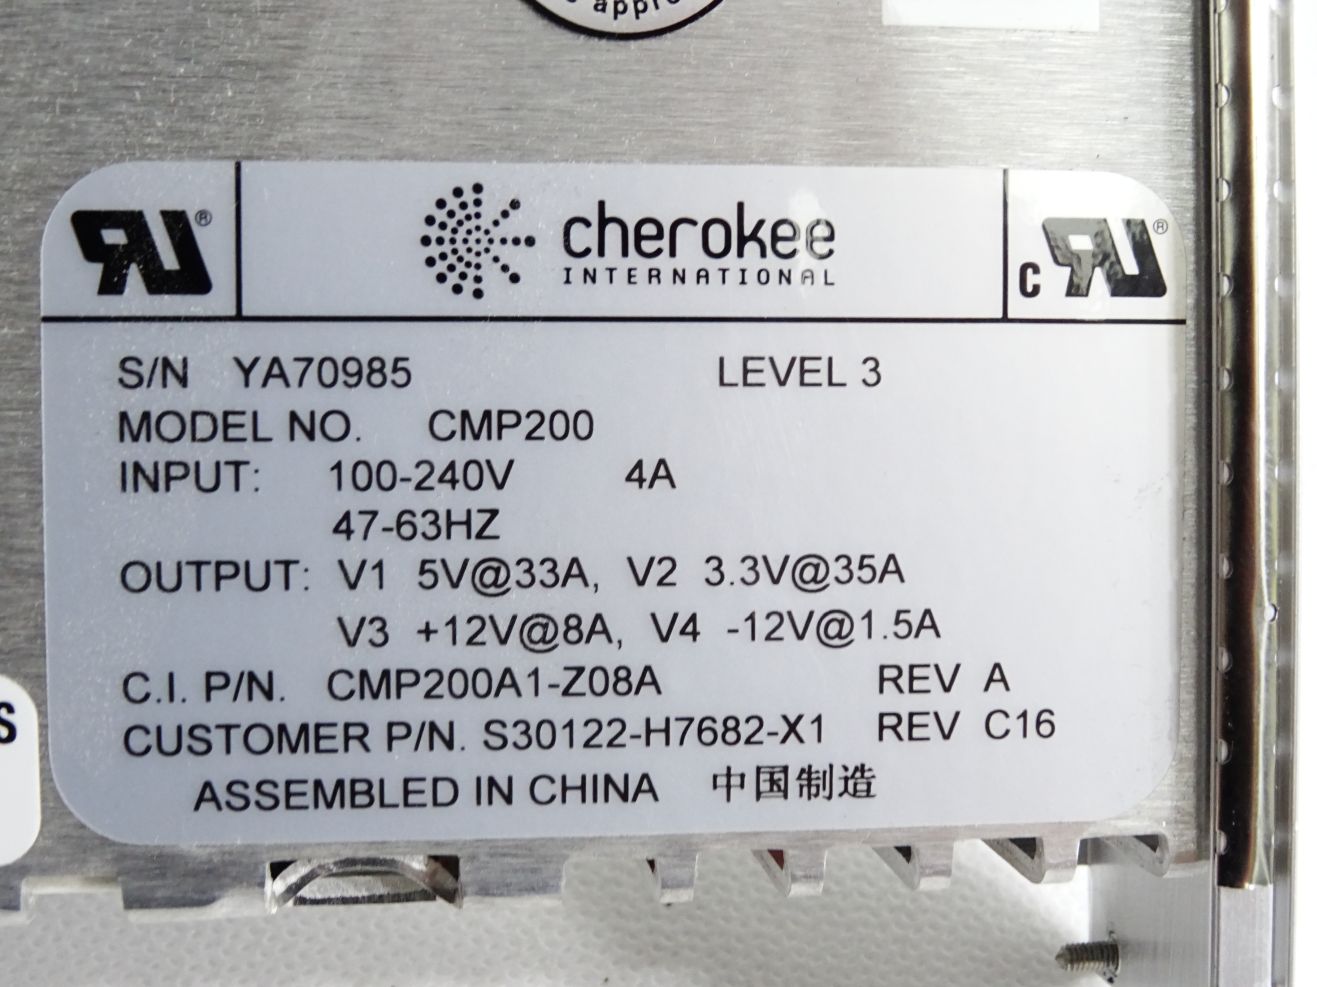 appro
cherokee
INTERNATIONAL
C
S/N YA70985 LEVEL 3
MODEL NO. CMP200
INPUT: 100-240V 4A
47-63HZ
OUTPUT: V1 5V@33A, V2 3.3V@35A
V3 +12V@8A, V4 -12V@1.5A
C.I. P/N. CMP200A1-Z08A REV A
CUSTOMER P/N. S30122-H7682-X1 REV C16
S
ASSEMBLED IN CHINA 中国制造